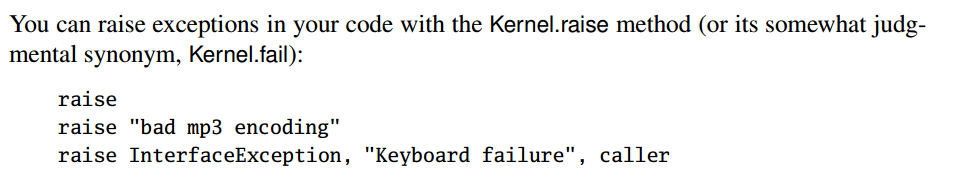 You can raise exceptions in your code with the Kernel.raise method (or its somewhat judg-
mental synonym, Kernel.fail):
raise
raise "bad mp3 encoding"
raise InterfaceException, "Keyboard failure", caller